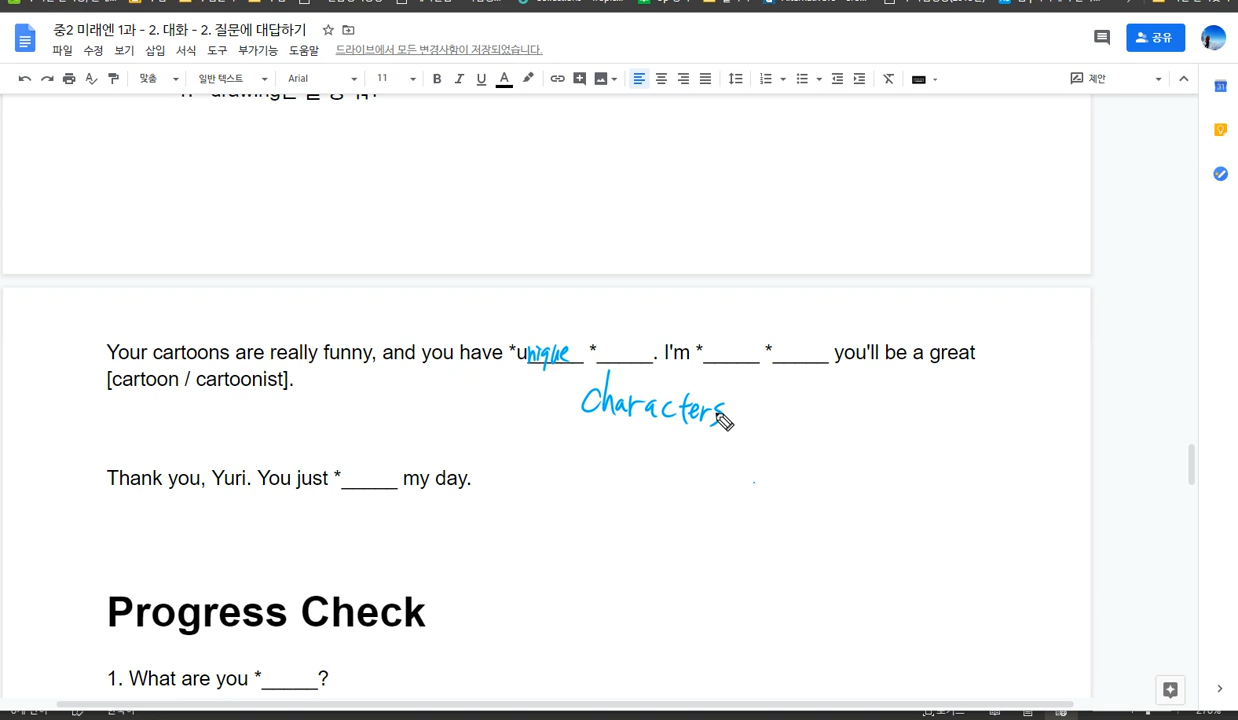 중2 미래엔 1과 - 2. 대화 - 2. 질문에 대답하기
공유
파일 수정 보기 삽입 서식 도구 부가기능 도움말 드라이브에서 모든 변경사항이 저장되었습니다.
맞춤 일반 텍스트 Arial 11 B I U A 제안
Your cartoons are really funny, and you have *unique *_____. I'm *_____ *_____ you'll be a great
[cartoon / cartoonist].
characters
Thank you, Yuri. You just *_____ my day.
Progress Check
1. What are you *_____?